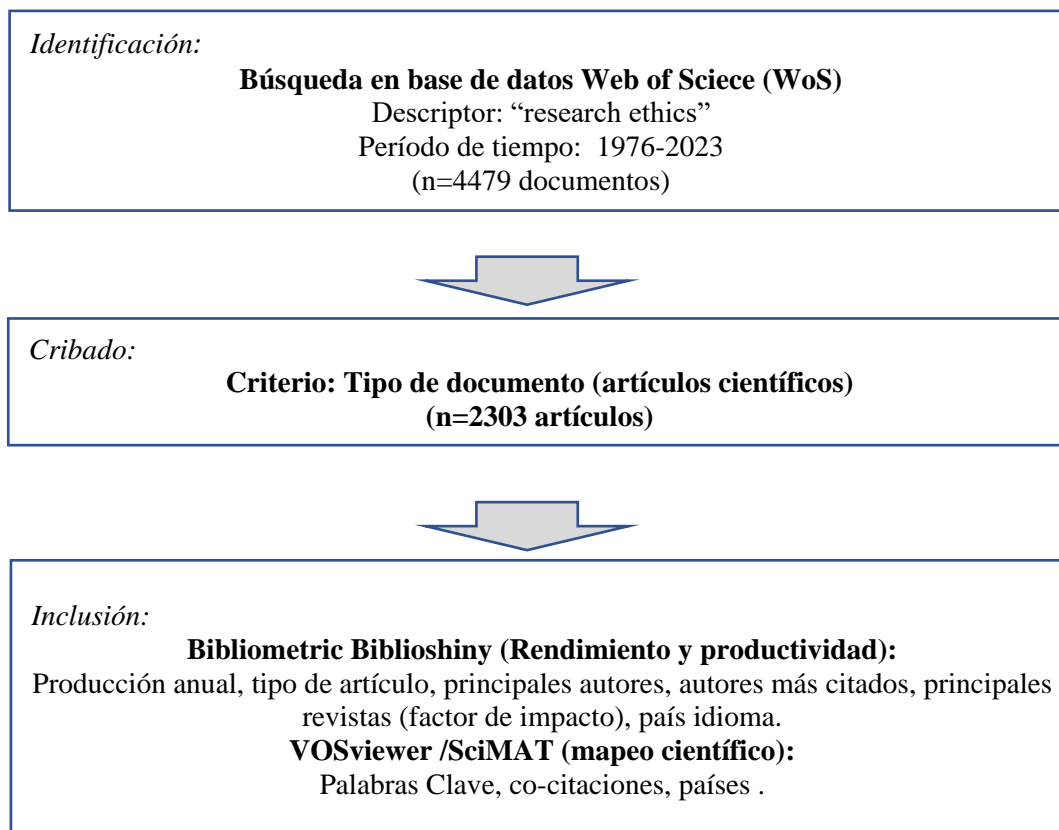 Identificación:
Búsqueda en base de datos Web of Sciece (WoS)
Descriptor: “research ethics”
Período de tiempo:  1976-2023
(n=4479 documentos)
Cribado:
Criterio: Tipo de documento (artículos científicos)
(n=2303 artículos)
Inclusión:
Bibliometric Biblioshiny (Rendimiento y productividad):
Producción anual, tipo de artículo, principales autores, autores más citados, principales
revistas (factor de impacto), país idioma.
VOSviewer /SciMAT (mapeo científico):
Palabras Clave, co-citaciones, países .